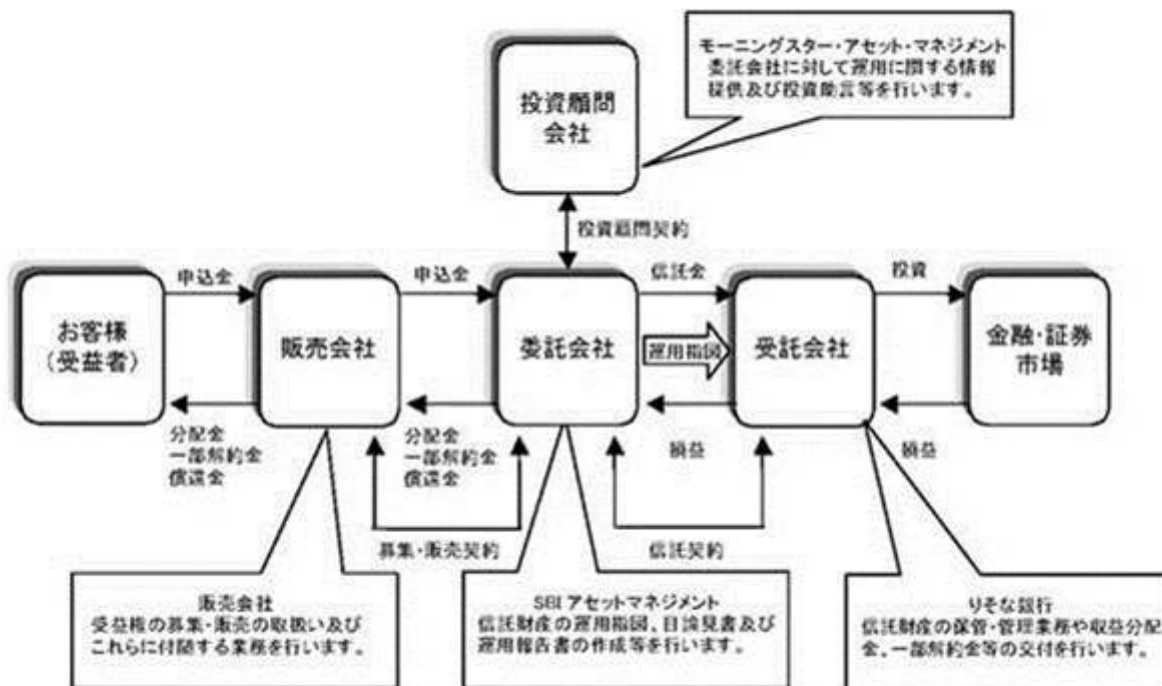 モーニングスター・アセット・マネジメント
委託会社に対して運用に関する情報
提供及び投資助言等を行います。
投資顧問
会社
投資顧問契約
申込金
申込金
信託金
投資
お客様
(受益者)
販売会社
委託会社
運用指図
受託会社
金融・証券
市場
分配金
一部解約金
償還金
分配金
一部解約金
償還金
損益
損益
募集・販売契約
信託契約
販売会社
受益権の募集・販売の取扱い及び
これらに付随する業務を行います。
SBI アセットマネジメント
信託財産の運用指図、目論見書及び
運用報告書の作成等を行います。
りそな銀行
信託財産の保管・管理業務や収益分配
金、一部解約金等の交付を行います。